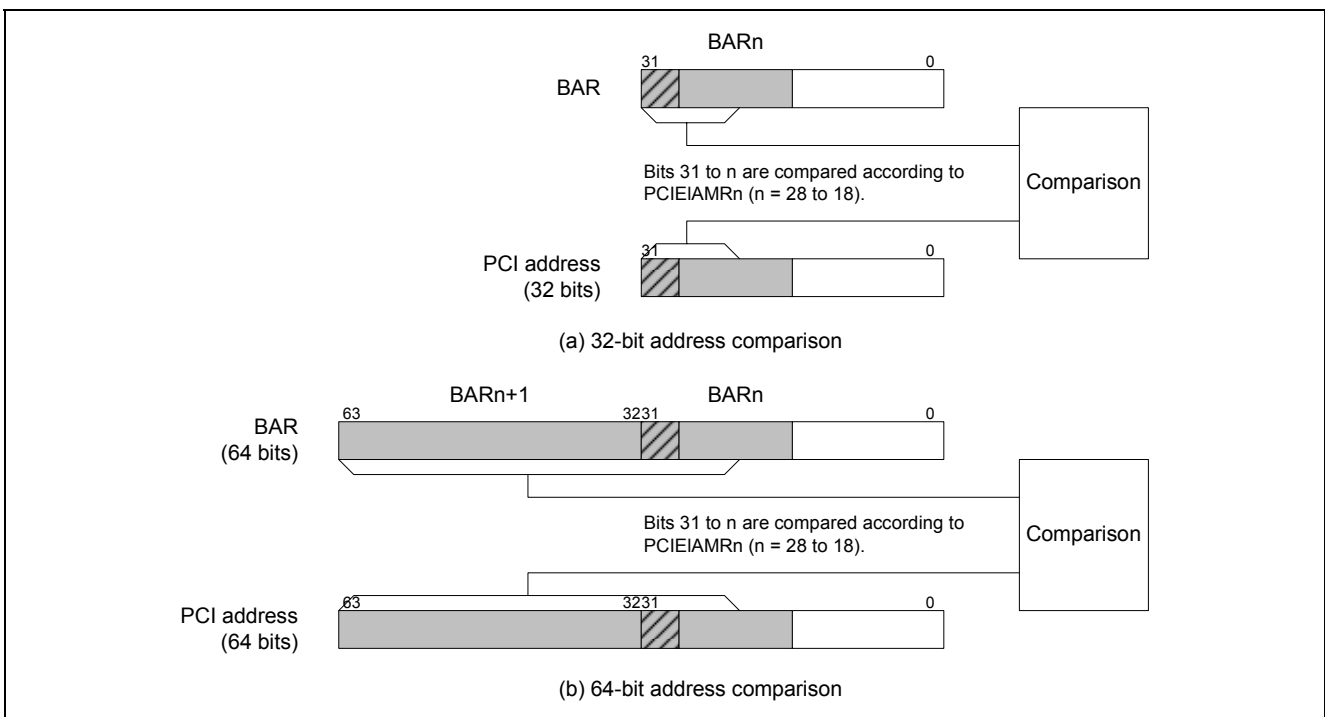 BARn
31 0
BAR
Bits 31 to n are compared according to
PCIEIAMRn (n = 28 to 18).
Comparison
31 0
PCI address
(32 bits)
(a) 32-bit address comparison
BARn+1 BARn
63 3231 0
BAR
(64 bits)
Bits 31 to n are compared according to
PCIEIAMRn (n = 28 to 18).
Comparison
63 3231 0
PCI address
(64 bits)
(b) 64-bit address comparison